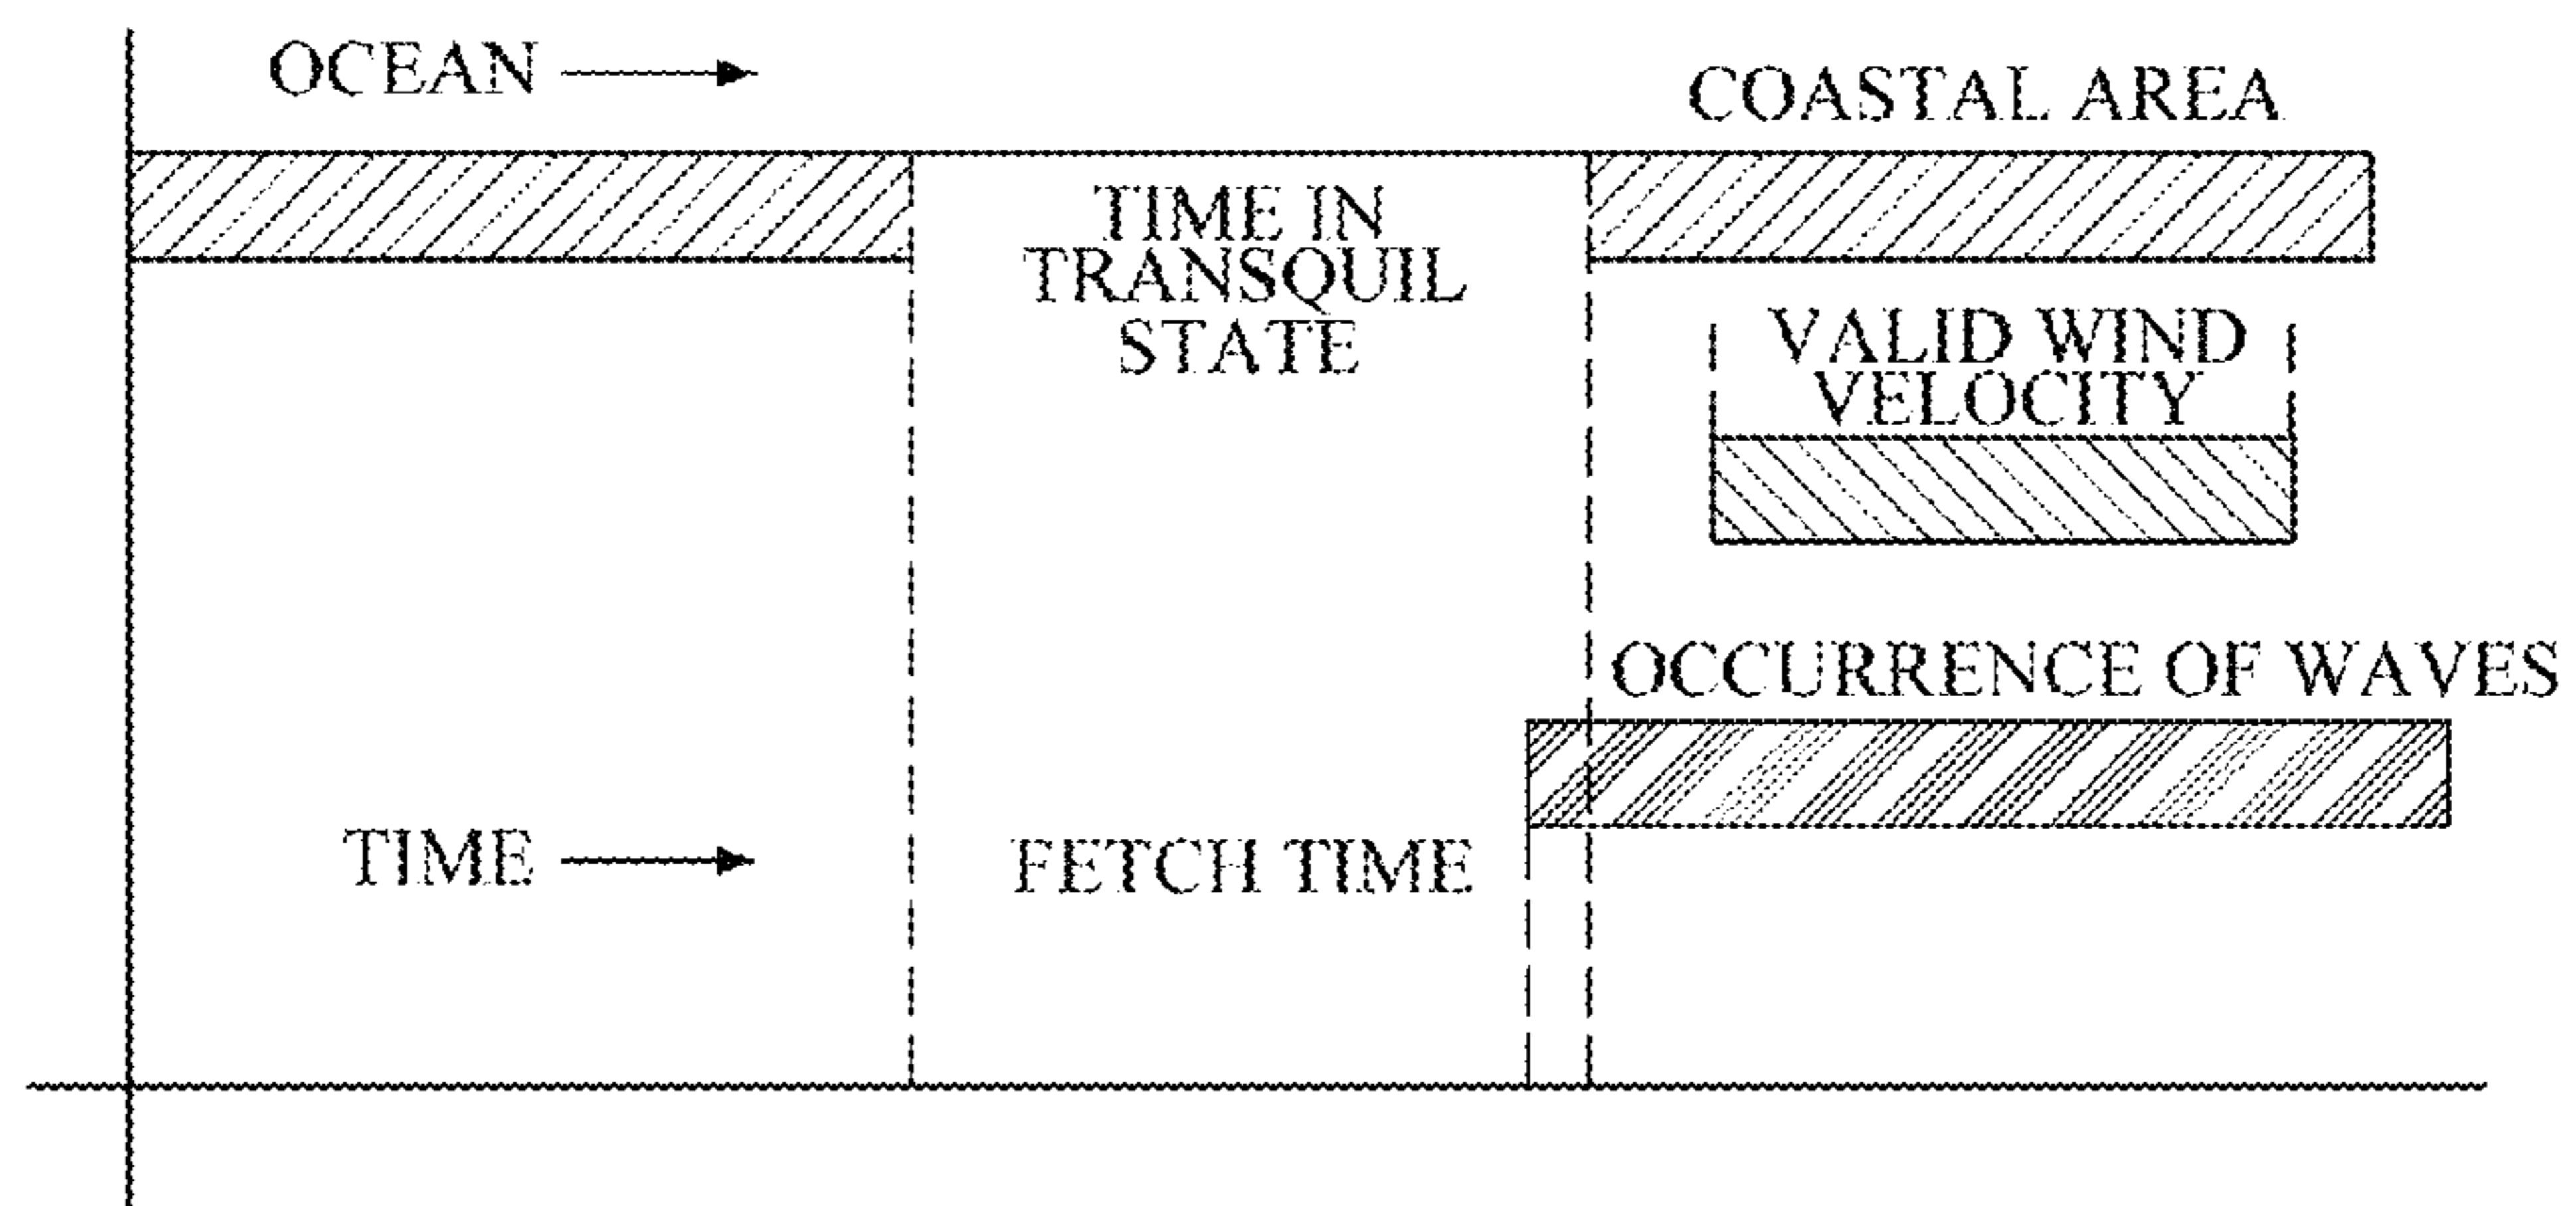 OCEAN
COASTAL AREA
TIME IN
TRANSQUIL
STATE
VALID WIND
VELOCITY
OCCURRENCE OF WAVES
TIME
FETCH TIME